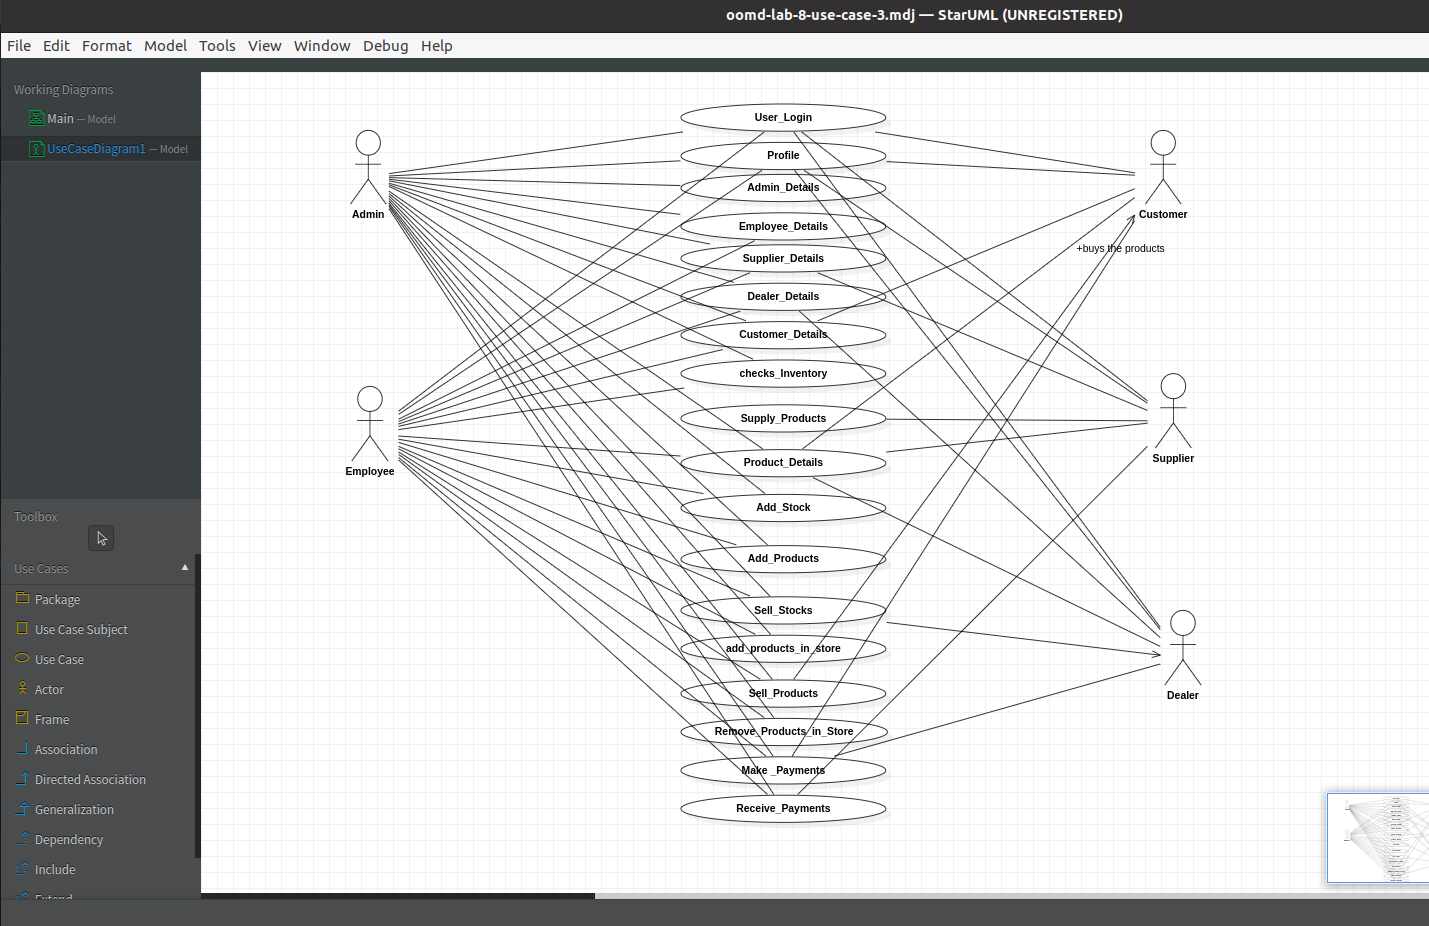 oomd-lab-8-use-case-3.mdj — StarUML (UNREGISTERED)
File Edit Format Model Tools View Window Debug Help
Working Diagrams
Main — Model
UseCaseDiagram1 — Model
Toolbox
Use Cases
Package
Use Case Subject
Use Case
Actor
Frame
Association
Directed Association
Generalization
Dependency
Include
Extend
Admin
Employee
User_Login
Profile
Admin_Details
Employee_Details
Supplier_Details
Dealer_Details
Customer_Details
checks_Inventory
Supply_Products
Product_Details
Add_Stock
Add_Products
Sell_Stocks
add_products_in_store
Sell_Products
Remove_Products_in_Store
Make _Payments
Receive_Payments
Customer
+buys the products
Supplier
Dealer